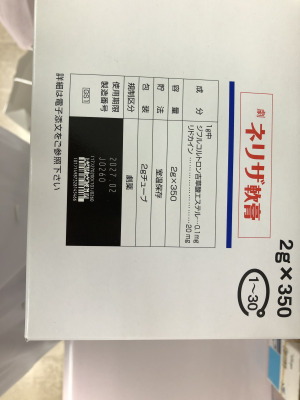 劇 ネリザ軟膏
2g×350
1~30°
成分
1g中
ジフルコルトロン吉草酸エステル…0.1mg
リドカイン…20mg
容量 2g×350
貯法 室温保存
包装 2gチューブ
規制区分 劇薬
使用期限 2027.02
製造番号 J0260
DS1
詳細は電子添文をご参照下さい